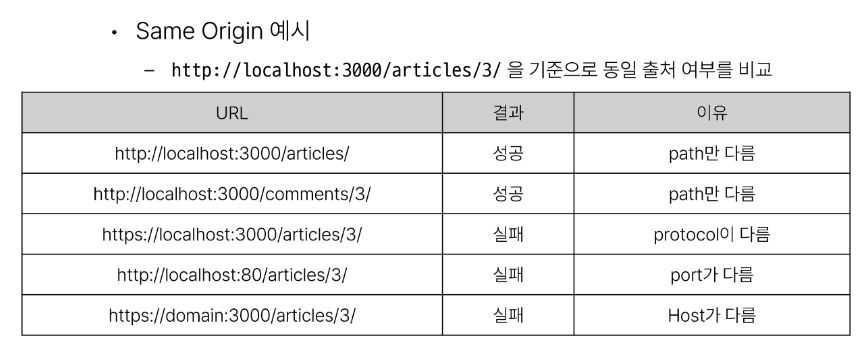 • Same Origin 예시
– http://localhost:3000/articles/3/ 을 기준으로 동일 출처 여부를 비교
URL 결과 이유
http://localhost:3000/articles/ 성공 path만 다름
http://localhost:3000/comments/3/ 성공 path만 다름
https://localhost:3000/articles/3/ 실패 protocol이 다름
http://localhost:80/articles/3/ 실패 port가 다름
https://domain:3000/articles/3/ 실패 Host가 다름